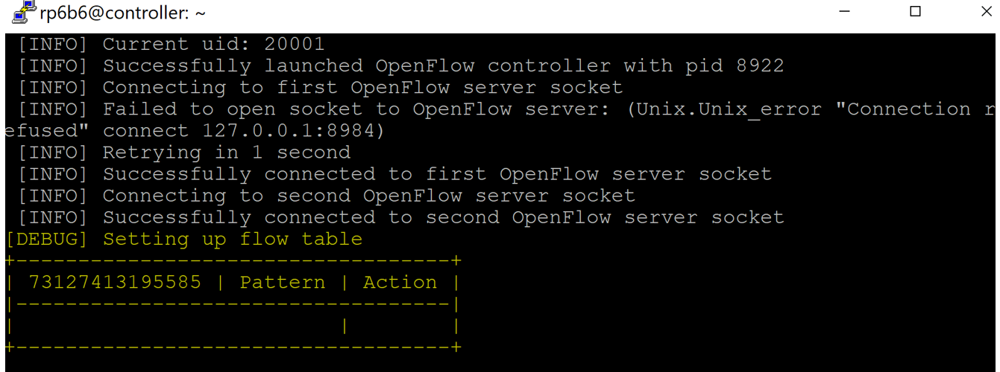 rp6b6@controller: ~
[INFO] Current uid: 20001
[INFO] Successfully launched OpenFlow controller with pid 8922
[INFO] Connecting to first OpenFlow server socket
[INFO] Failed to open socket to OpenFlow server: (Unix.Unix_error "Connection r
efused" connect 127.0.0.1:8984)
[INFO] Retrying in 1 second
[INFO] Successfully connected to first OpenFlow server socket
[INFO] Connecting to second OpenFlow server socket
[INFO] Successfully connected to second OpenFlow server socket
[DEBUG] Setting up flow table
+-----------------------------------+
| 73127413195585 | Pattern | Action |
|-----------------------------------|
|                          |        |
+-----------------------------------+